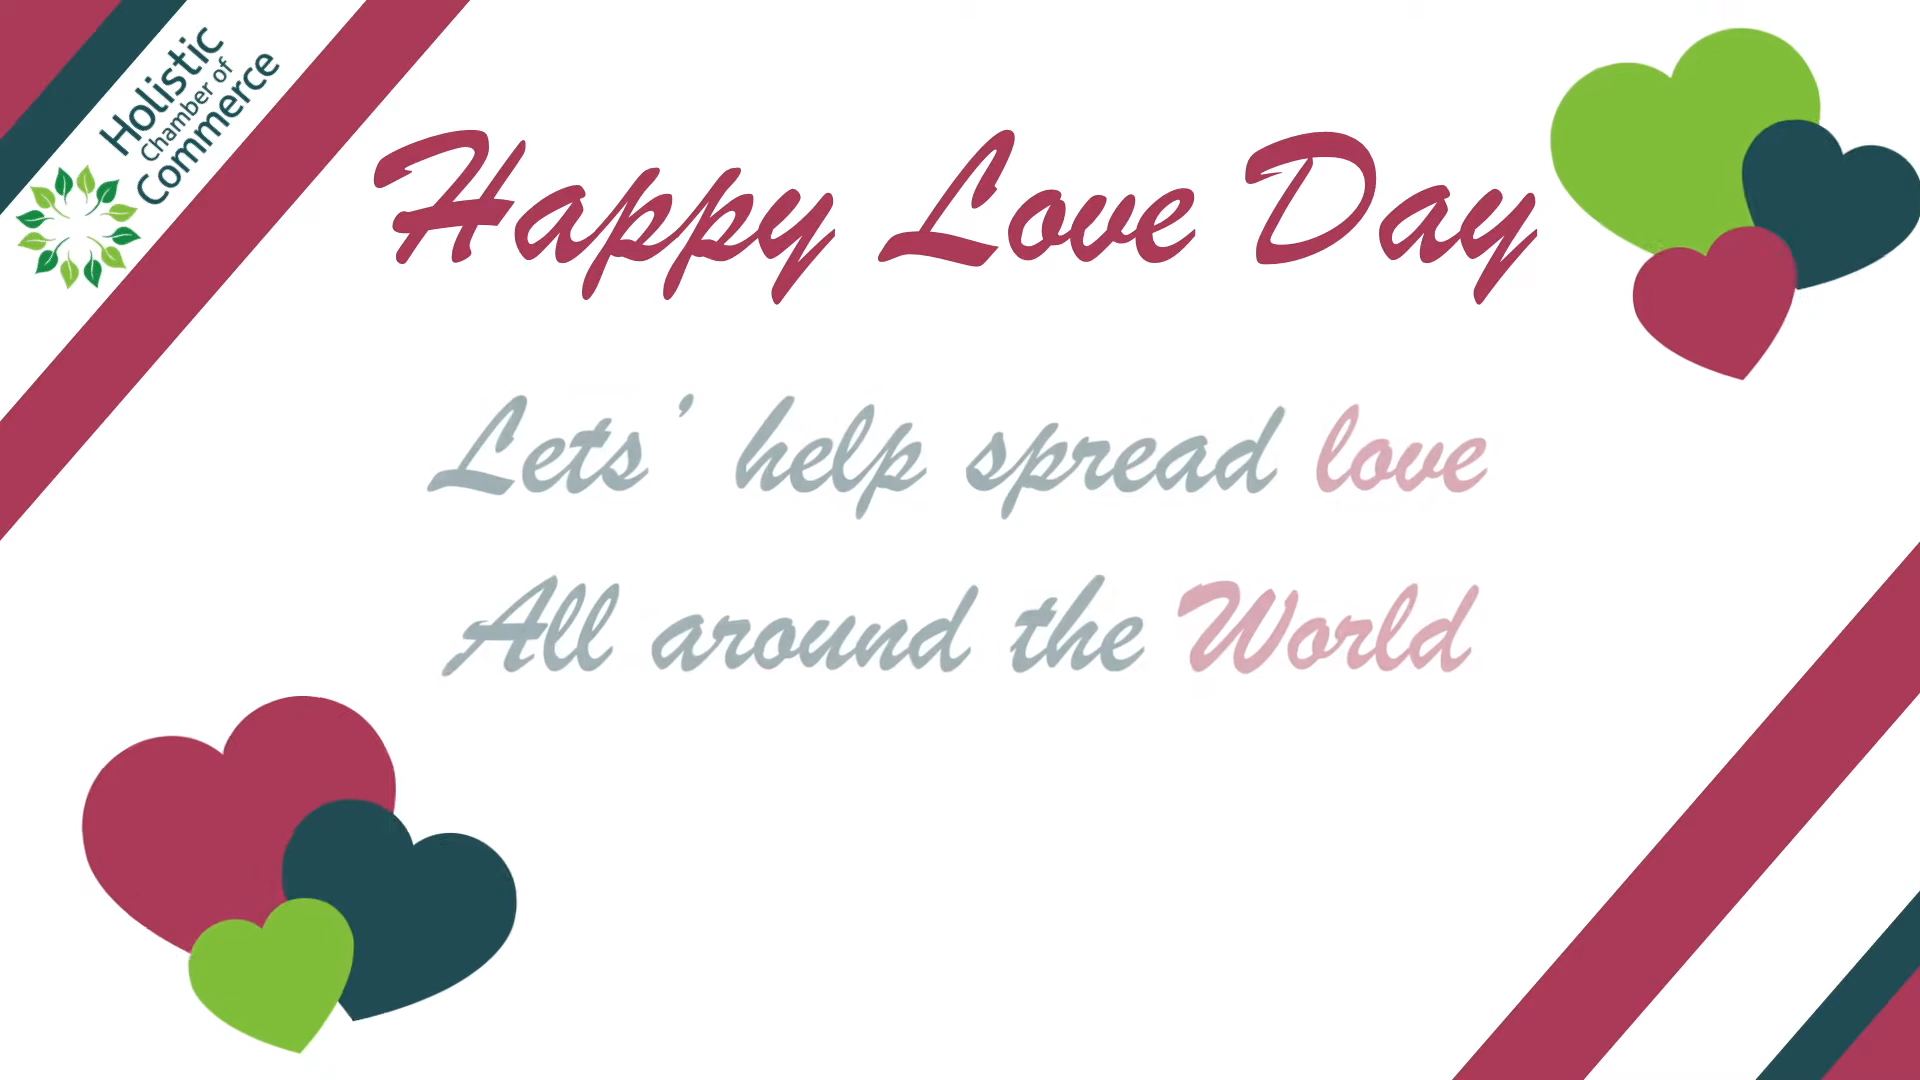 Holistic
Chamber of
Commerce
Happy Love Day
Lets’ help spread love
All around the World